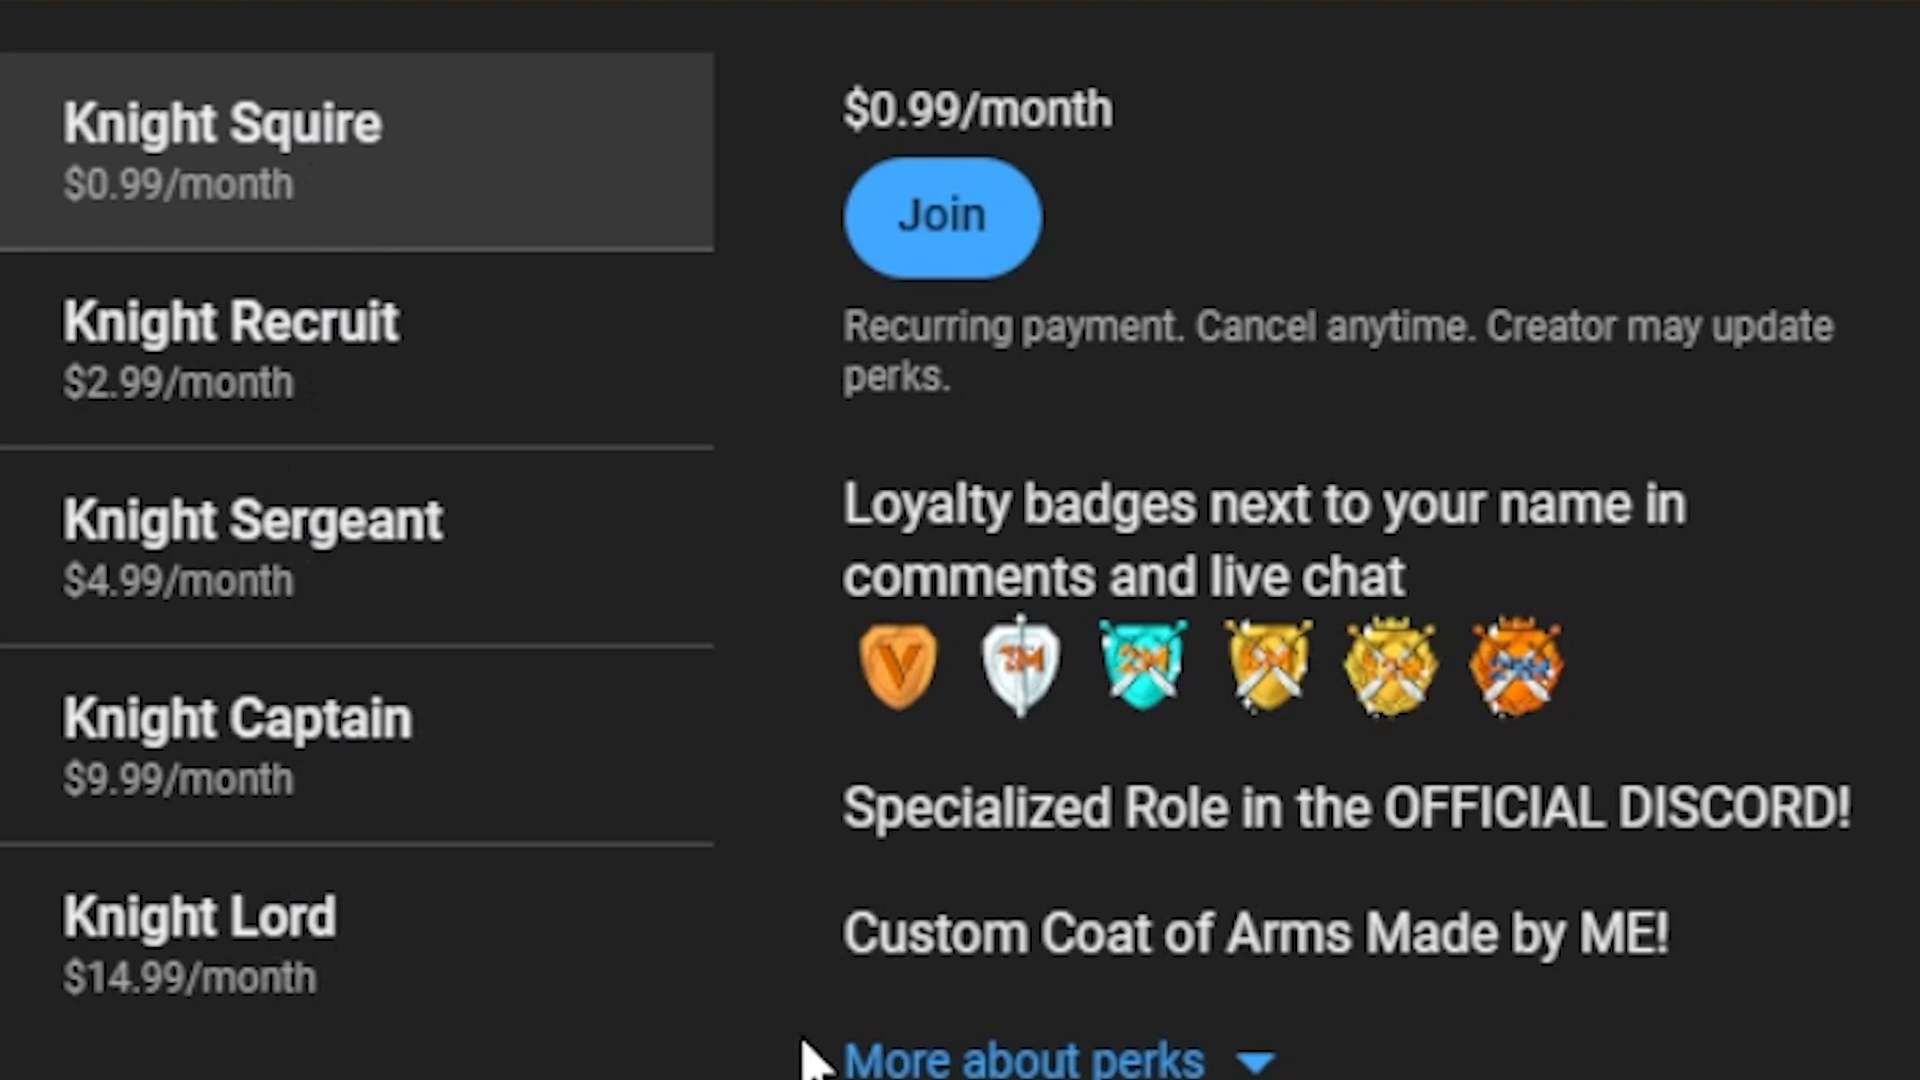 Knight Squire
$0.99/month
Knight Recruit
$2.99/month
Knight Sergeant
$4.99/month
Knight Captain
$9.99/month
Knight Lord
$14.99/month
$0.99/month
Join
Recurring payment. Cancel anytime. Creator may update
perks.
Loyalty badges next to your name in
comments and live chat
V 2M
Specialized Role in the OFFICIAL DISCORD!
Custom Coat of Arms Made by ME!
More about perks